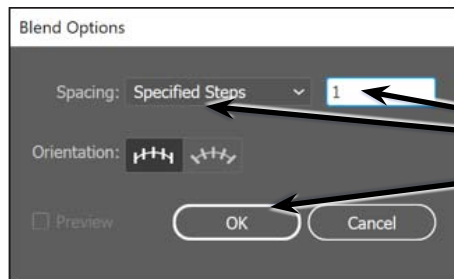 Blend Options
Spacing: Specified Steps 1
Orientation:
Preview
OK Cancel